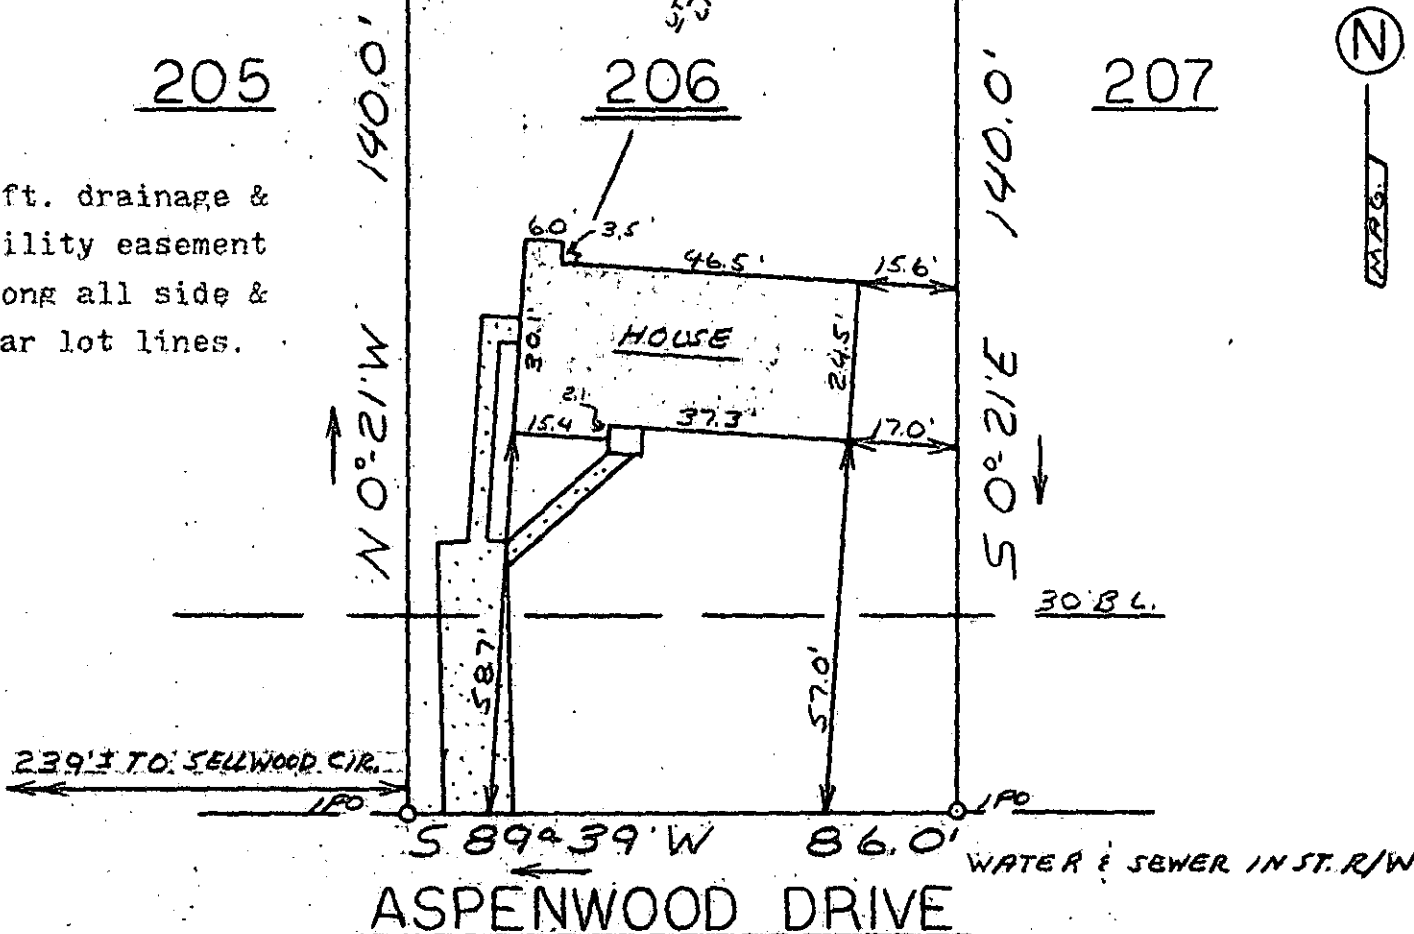 N
MAG.
205
206
207
140.0'
140.0'
ft. drainage &
ility easement
ong all side &
ar lot lines.
6.0'
3.5'
46.5'
15.6'
HOUSE
30.1'
24.5'
2.1
15.4
37.3'
17.0'
N 0°-21'W
S 0°-21'E
30' B L.
58.7'
57.0'
239'± TO SELLWOOD CIR.
IPO
IPO
S 89° 39' W 86.0'
WATER & SEWER IN ST. R/W
ASPENWOOD DRIVE